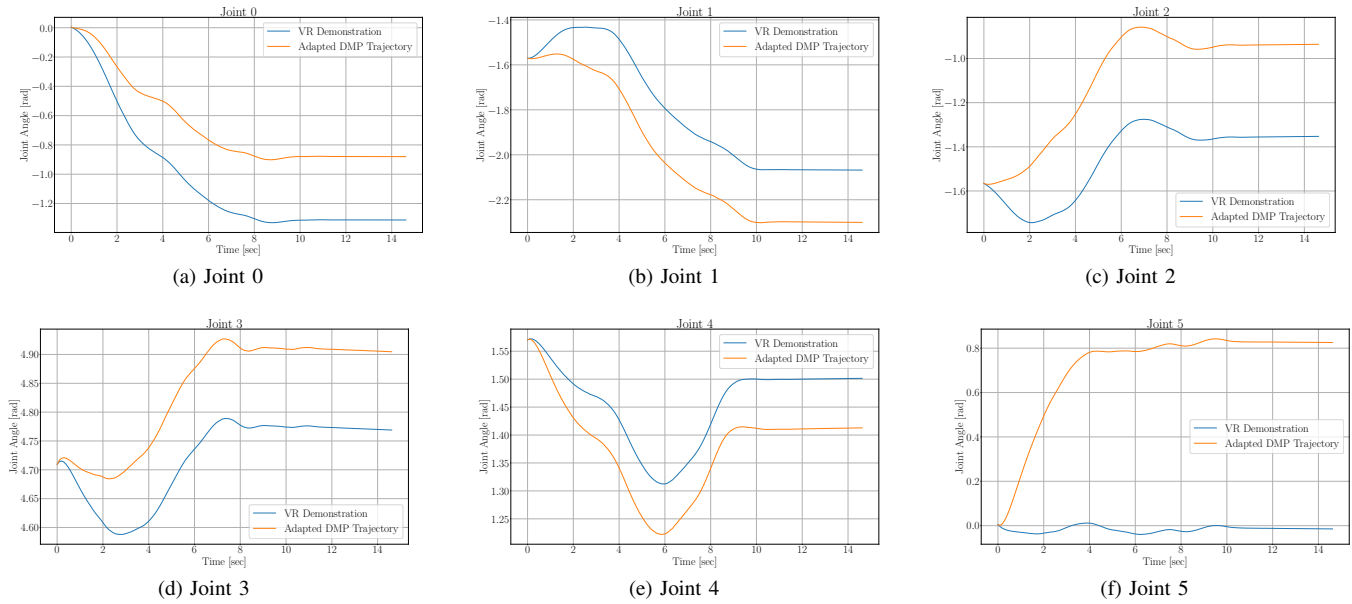 Joint 0
0.0
−0.2
−0.4
−0.6
−0.8
−1.0
−1.2
Joint Angle [rad]
VR Demonstration
Adapted DMP Trajectory
0 2 4 6 8 10 12 14
Time [sec]
(a) Joint 0
Joint 1
−1.4
−1.6
−1.8
−2.0
−2.2
Joint Angle [rad]
VR Demonstration
Adapted DMP Trajectory
0 2 4 6 8 10 12 14
Time [sec]
(b) Joint 1
Joint 2
−1.0
−1.2
−1.4
−1.6
Joint Angle [rad]
VR Demonstration
Adapted DMP Trajectory
0 2 4 6 8 10 12 14
Time [sec]
(c) Joint 2
Joint 3
4.90
4.85
4.80
4.75
4.70
4.65
4.60
Joint Angle [rad]
VR Demonstration
Adapted DMP Trajectory
0 2 4 6 8 10 12 14
Time [sec]
(d) Joint 3
Joint 4
1.55
1.50
1.45
1.40
1.35
1.30
1.25
Joint Angle [rad]
VR Demonstration
Adapted DMP Trajectory
0 2 4 6 8 10 12 14
Time [sec]
(e) Joint 4
Joint 5
0.8
0.6
0.4
0.2
0.0
Joint Angle [rad]
VR Demonstration
Adapted DMP Trajectory
0 2 4 6 8 10 12 14
Time [sec]
(f) Joint 5